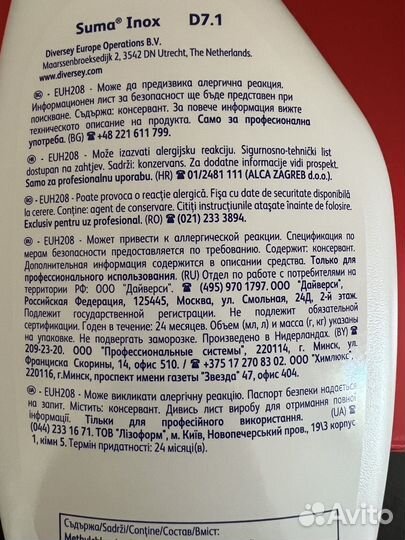 Suma® Inox D7.1
Diversey Europe Operations B.V.
Maarssenbroeksedijk 2, 3542 DN Utrecht, The Netherlands.
www.diversey.com
BG - EUH208 - Може да предизвика алергична реакция.
Информационен лист за безопасност ще бъде предоставен при
поискване. Съдържа: консервант. За повече информация вижте
техническото описание на продукта. Само за професионална
употреба. (BG) ☎ +48 221 611 799.
HR - EUH208 - Može izazvati alergijsku reakciju. Sigurnosno-tehnički list
dostupan na zahtjev. Sadrži: konzervans. Za dodatne informacije vidi prospekt.
Samo za profesionalnu uporabu. (HR) ☎ 01/2481 111 (ALCA ZAGREB d.o.o.).
RO - EUH208 - Poate provoca o reacție alergică. Fișa cu date de securitate disponibilă
la cerere. Conține: agent de conservare. Citiți instrucțiunile atașate înainte de folosire.
Exclusiv pentru uz profesional. (RO) ☎ (021) 233 3894.
RU - EUH208 - Может привести к аллергической реакции. Спецификация по
мерам безопасности предоставляется по требованию. Содержит: консервант.
Дополнительная информация содержится в описании средства. Только для
профессионального использования. (RU) Отдел по работе с потребителями на
территории РФ: ООО "Дайверси". ☎ (495) 970 1797. ООО "Дайверси",
Российская Федерация, 125445, Москва, ул. Смольная, 24Д, 2-й этаж.
Подлежит государственной регистрации. Не подлежит обязательной
сертификации. Годен в течение: 24 месяцев. Объем (мл, л) и масса (г, кг) указаны
на упаковке. Не подвергать заморозке. Произведено в Нидерландах. (BY) ☎
209-23-20. ООО "Профессиональные системы", 220114, г. Минск, ул.
Франциска Скорины, 14, офис 510. / ☎ +375 17 270 83 02. ООО "Химлюкс",
220114, г.Минск, проспект имени газеты "Звезда" 47, офис 404.
UA - EUH208 - Може викликати алергічну реакцію. Паспорт безпеки надається
на запит. Містить: консервант. Дивись лист виробу для отримання повної
інформації. Тільки для професійного використання. (UA) ☎
(044) 233 16 71. ТОВ "Лізоформ", м. Київ, Новопечерський пров., 19\3 корпус
1, кімн 5. Термін придатності: 24 місяці(в).
Съдържа/Sadrži/Conține/Состав/Вміст:
Avito